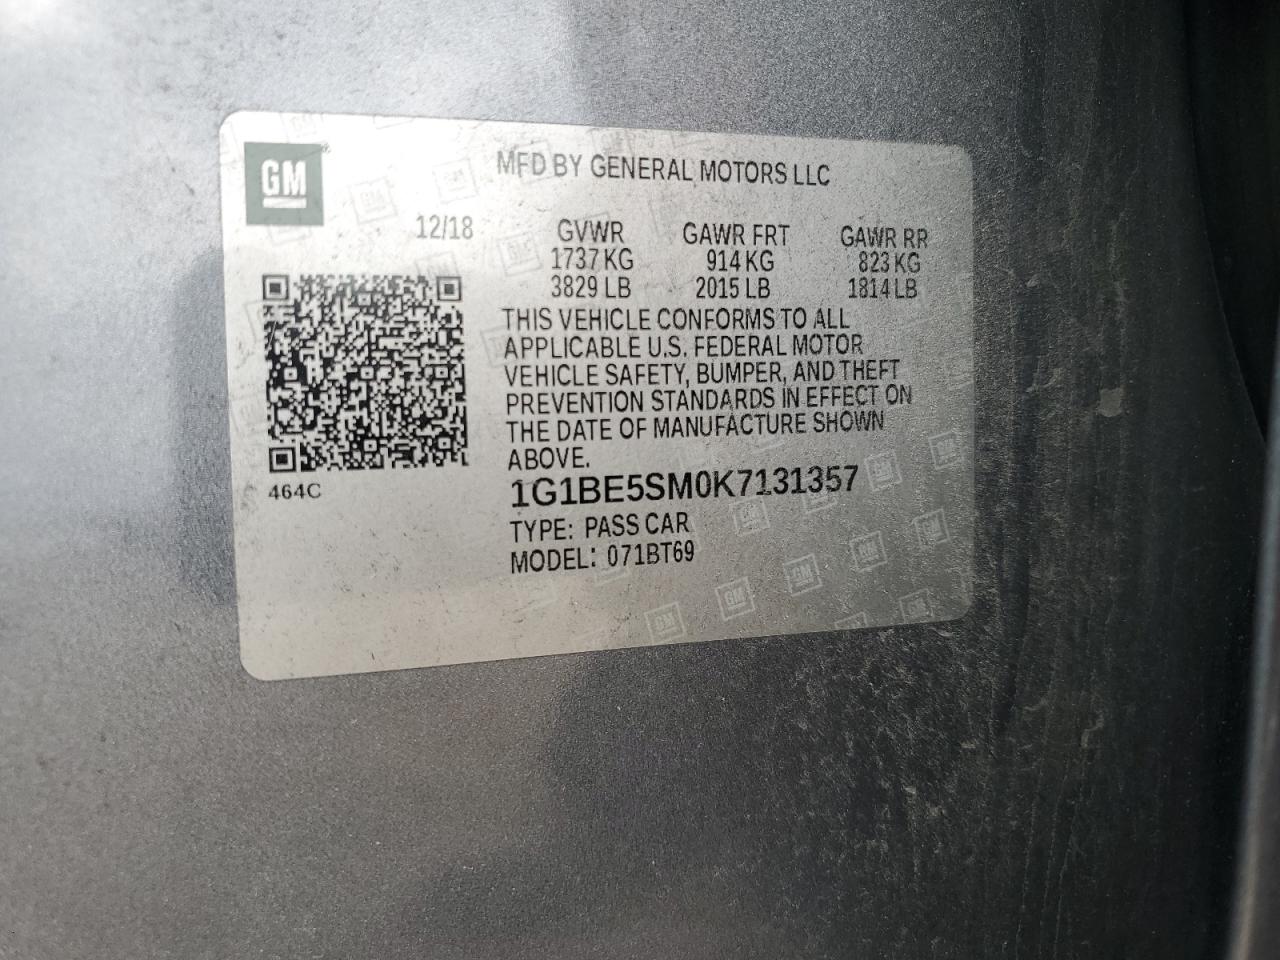 GM
MFD BY GENERAL MOTORS LLC
12/18 GVWR GAWR FRT GAWR RR
1737 KG 914 KG 823 KG
3829 LB 2015 LB 1814 LB
THIS VEHICLE CONFORMS TO ALL
APPLICABLE U.S. FEDERAL MOTOR
VEHICLE SAFETY, BUMPER, AND THEFT
PREVENTION STANDARDS IN EFFECT ON
THE DATE OF MANUFACTURE SHOWN
ABOVE.
464C
1G1BE5SM0K7131357
TYPE: PASS CAR
MODEL: 071BT69